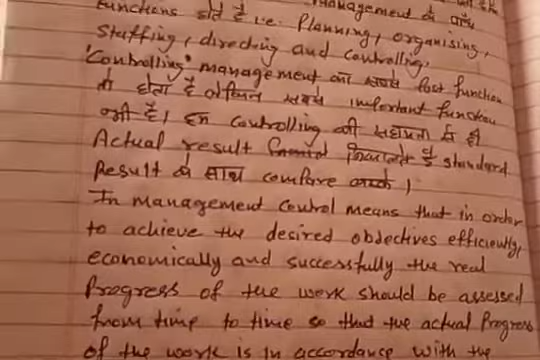 management के पांच
functions होते हैं i.e. Planning, organising,
Staffing, directing and controlling.
'Controlling' management का सबसे last function
तो होता है लेकिन सबसे important function
भी है। हम controlling की सहायता से ही
Actual result निकालते हैं standard
Result के साथ compare करके।
In management Control means that in order
to achieve the desired obdectives efficiently,
economically and successfully the real
Progress of the work should be assessed
from time to time so that the actual Progress
of the work is in accordance with the